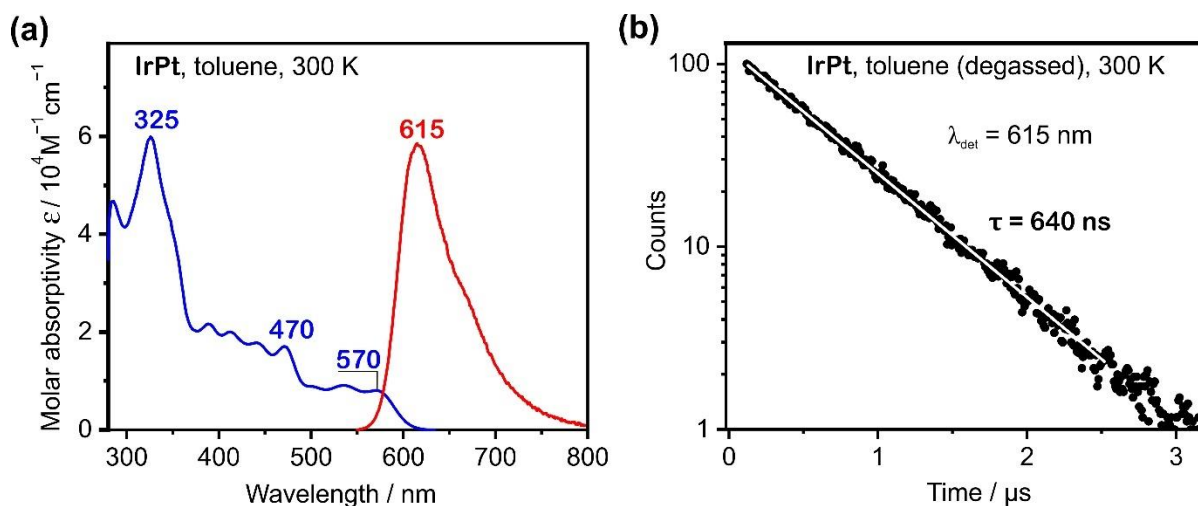 (a)
IrPt, toluene, 300 K
325
615
470
570
6
4
2
0
Molar absorptivity ε / 10⁴M⁻¹cm⁻¹
300 400 500 600 700 800
Wavelength / nm
(b)
IrPt, toluene (degassed), 300 K
λdet = 615 nm
τ = 640 ns
100
10
1
Counts
0 1 2 3
Time / µs